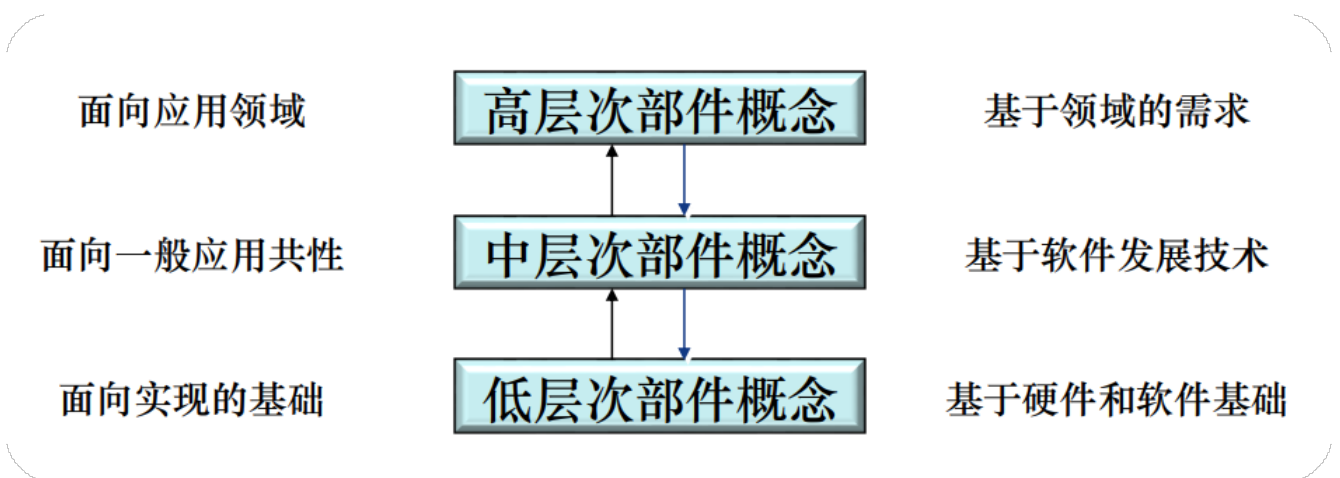 面向应用领域 高层次部件概念 基于领域的需求
面向一般应用共性 中层次部件概念 基于软件发展技术
面向实现的基础 低层次部件概念 基于硬件和软件基础